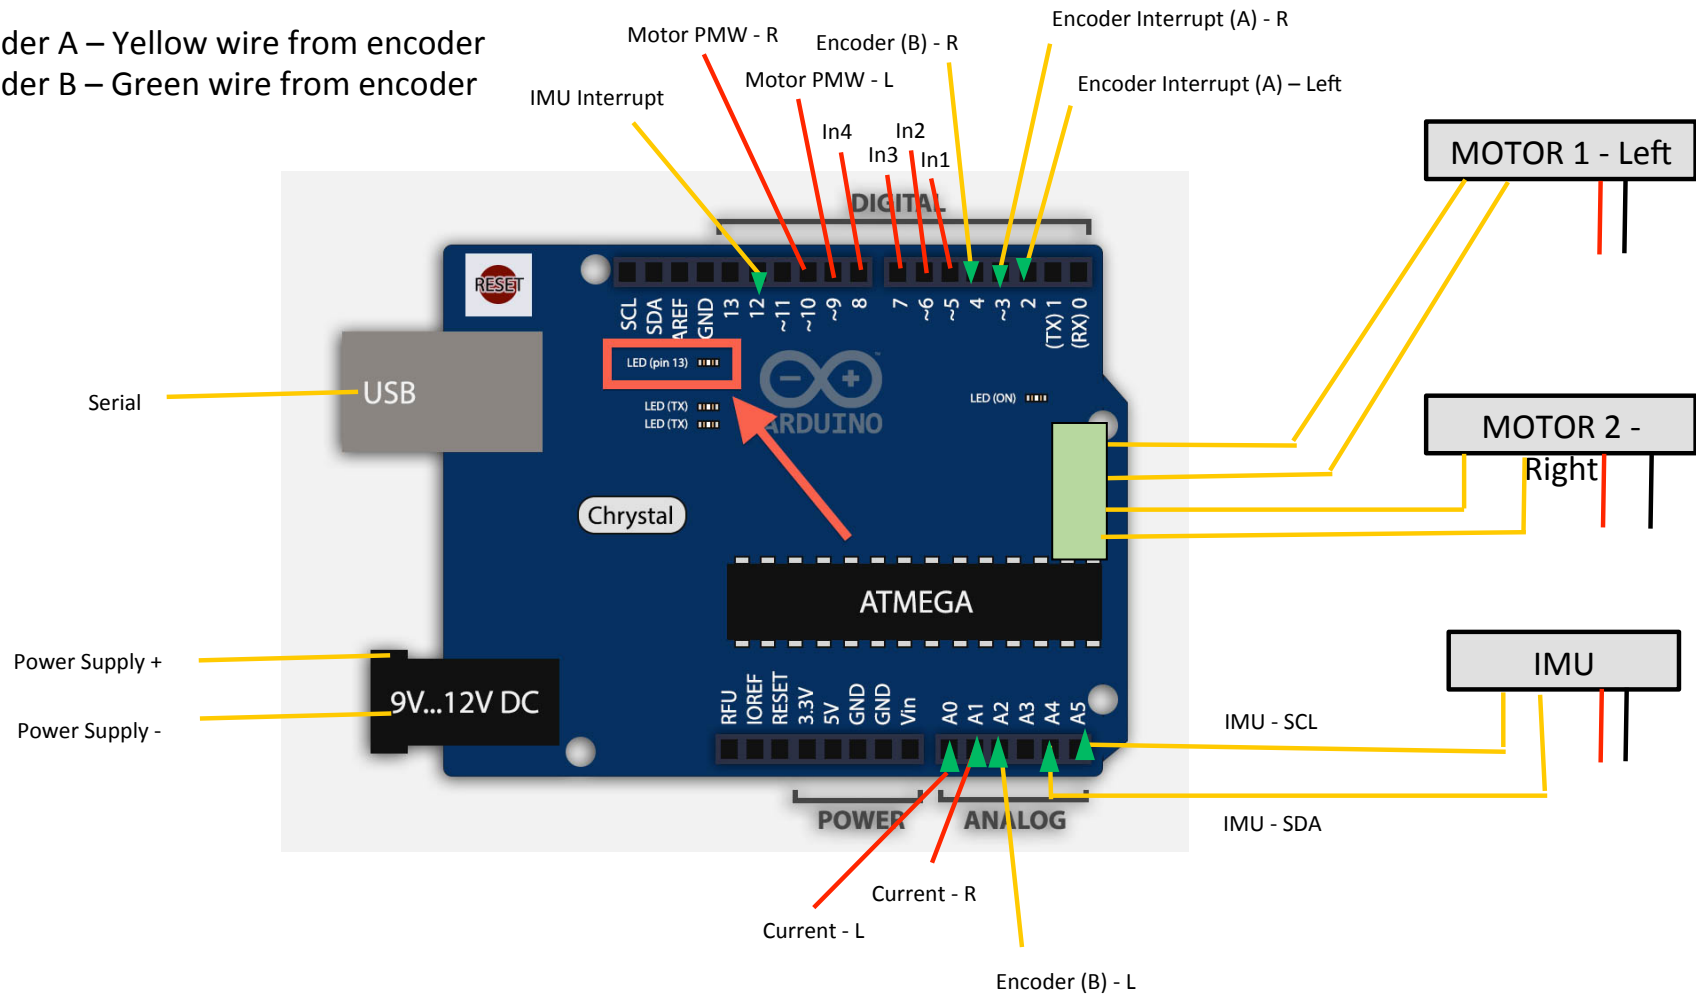 der A – Yellow wire from encoder
der B – Green wire from encoder
Motor PMW - R
Encoder (B) - R
Encoder Interrupt (A) - R
Motor PMW - L
Encoder Interrupt (A) – Left
IMU Interrupt
In4
In2
In3
In1
MOTOR 1 - Left
DIGITAL
RESET
SCL
SDA
AREF
GND
13
12
~11
~10
~9
8
7
~6
~5
4
~3
2
(TX) 1
(RX) 0
LED (pin 13)
LED (TX)
LED (TX)
LED (ON)
TM
ARDUINO
USB
Serial
MOTOR 2 -
Right
Chrystal
ATMEGA
IMU
Power Supply +
Power Supply -
9V...12V DC
RFU
IOREF
RESET
3.3V
5V
GND
GND
Vin
A0
A1
A2
A3
A4
A5
IMU - SCL
IMU - SDA
POWER
ANALOG
Current - R
Current - L
Encoder (B) - L